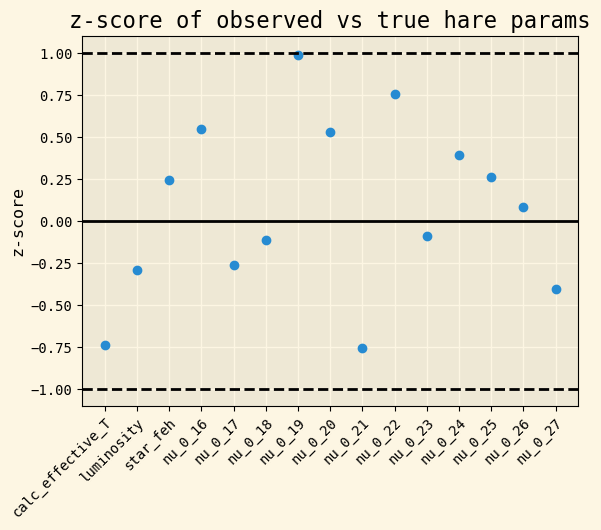 z-score of observed vs true hare params
z-score
1.00
0.75
0.50
0.25
0.00
−0.25
−0.50
−0.75
−1.00
calc_effective_T
luminosity
star_feh
nu_0_16
nu_0_17
nu_0_18
nu_0_19
nu_0_20
nu_0_21
nu_0_22
nu_0_23
nu_0_24
nu_0_25
nu_0_26
nu_0_27